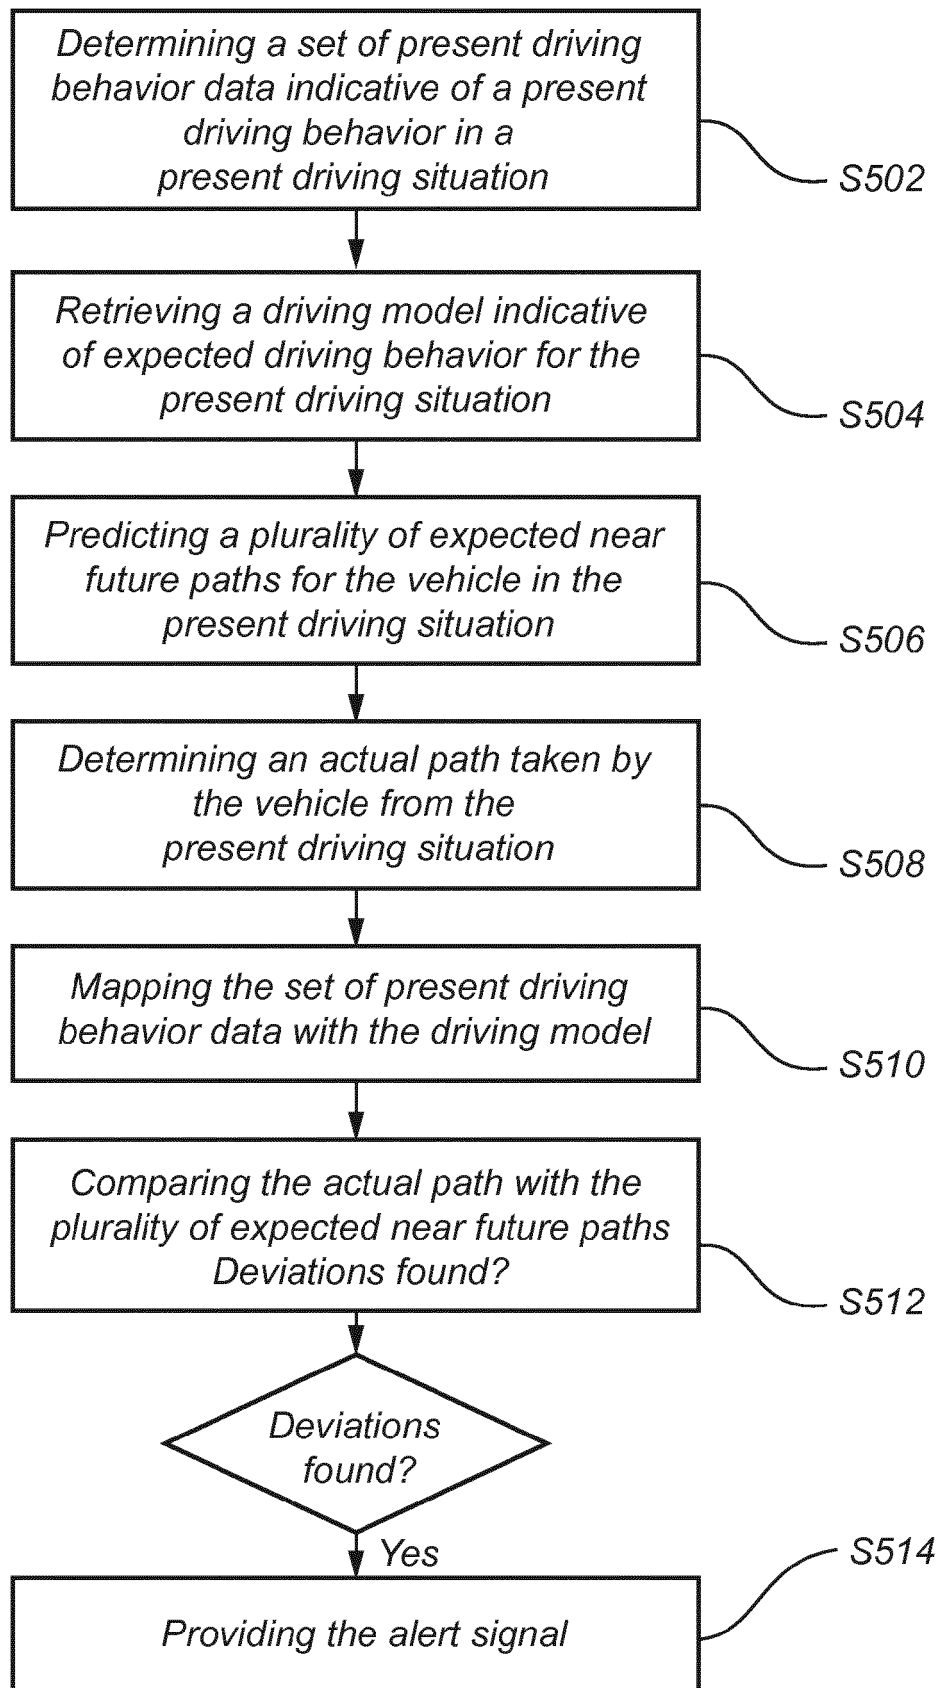 Determining a set of present driving
behavior data indicative of a present
driving behavior in a
present driving situation
S502
Retrieving a driving model indicative
of expected driving behavior for the
present driving situation
S504
Predicting a plurality of expected near
future paths for the vehicle in the
present driving situation
S506
Determining an actual path taken by
the vehicle from the
present driving situation
S508
Mapping the set of present driving
behavior data with the driving model
S510
Comparing the actual path with the
plurality of expected near future paths
Deviations found?
S512
Deviations
found?
Yes
S514
Providing the alert signal